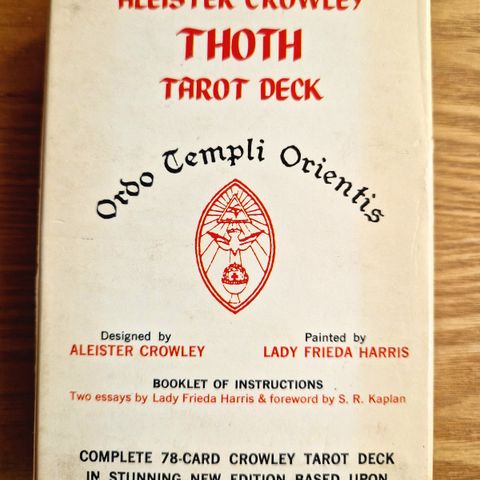 ALEISTER CROWLEY
THOTH
TAROT DECK
Ordo Templi Orientis
Designed by
ALEISTER CROWLEY
Painted by
LADY FRIEDA HARRIS
BOOKLET OF INSTRUCTIONS
Two essays by Lady Frieda Harris & foreword by S. R. Kaplan
COMPLETE 78-CARD CROWLEY TAROT DECK
IN STUNNING NEW EDITION BASED UPON